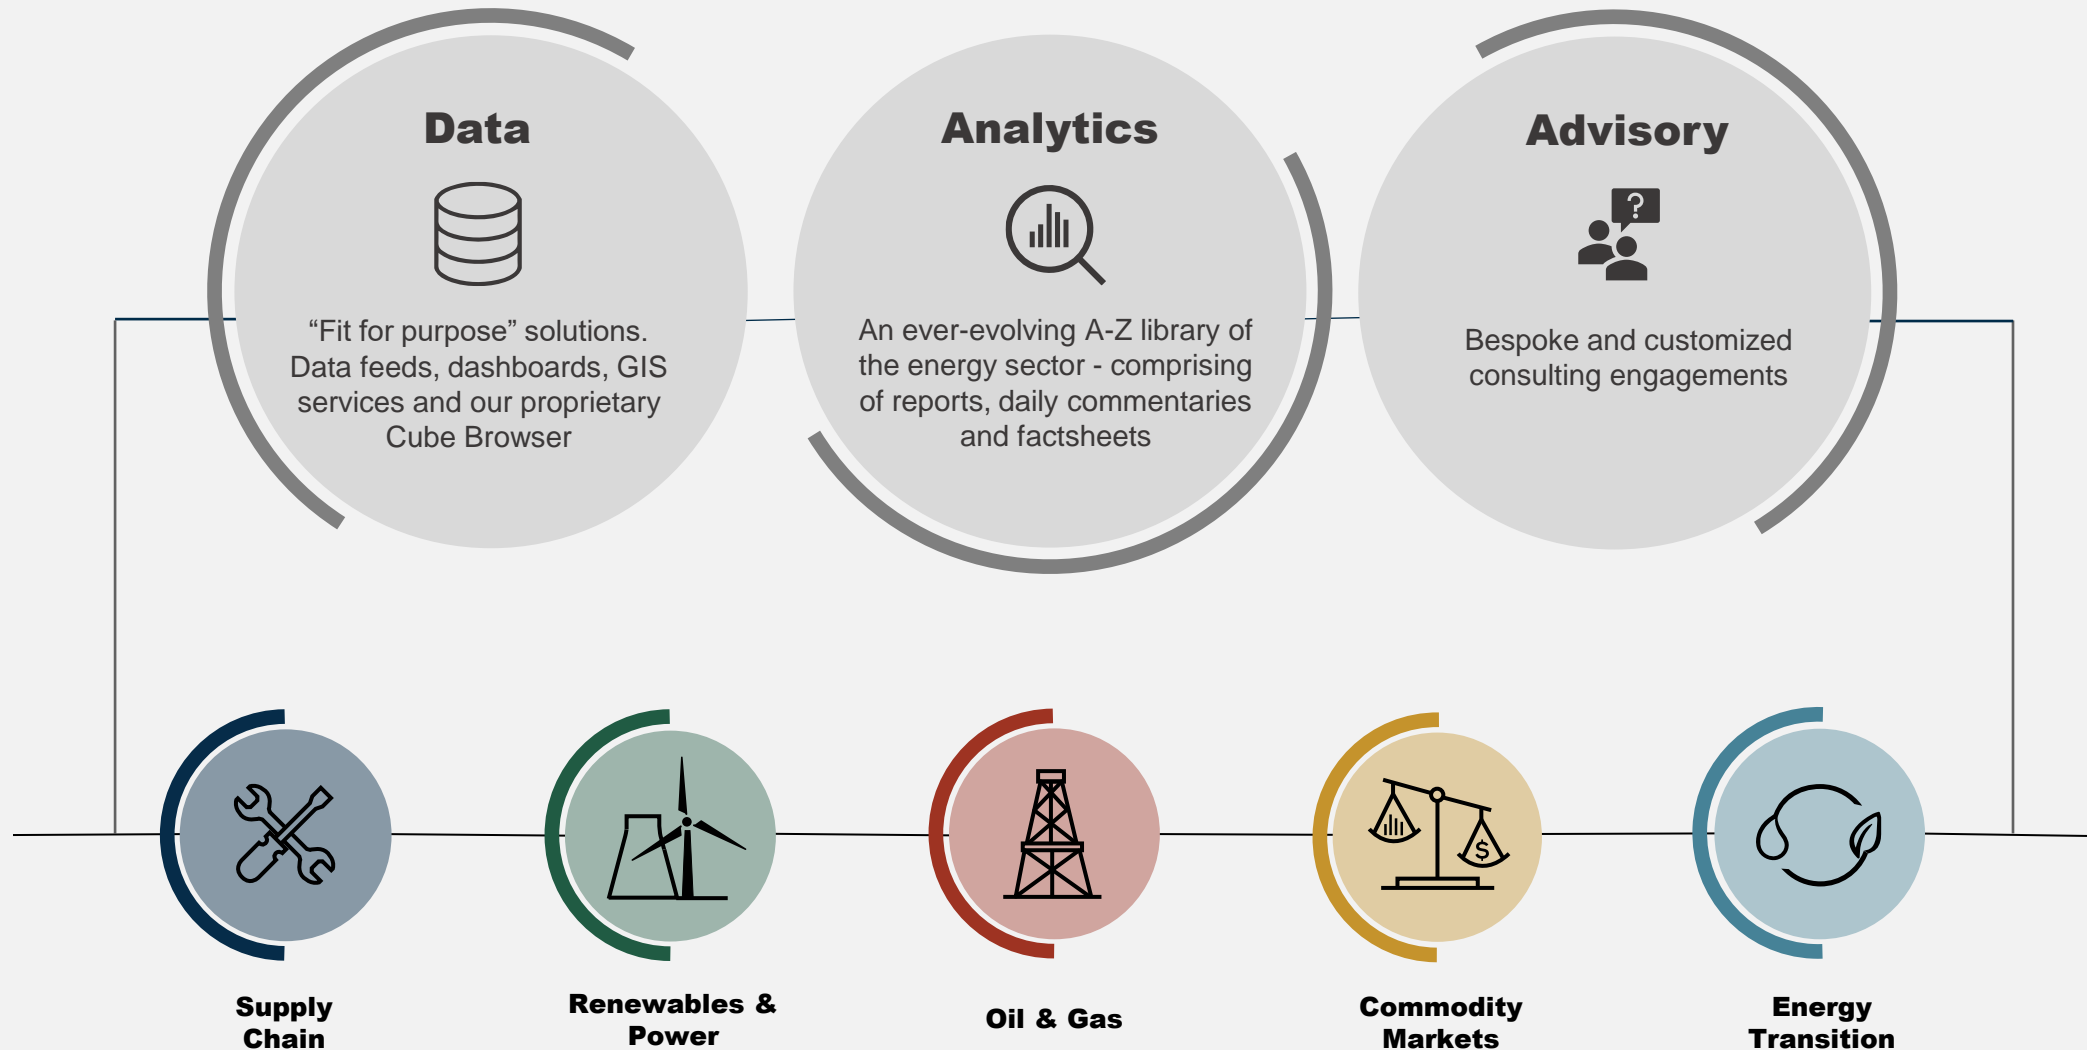 Data
“Fit for purpose” solutions.
Data feeds, dashboards, GIS
services and our proprietary
Cube Browser
Analytics
An ever-evolving A-Z library of
the energy sector - comprising
of reports, daily commentaries
and factsheets
Advisory
?
Bespoke and customized
consulting engagements
Supply
Chain
Renewables &
Power
Oil & Gas
$
Commodity
Markets
Energy
Transition